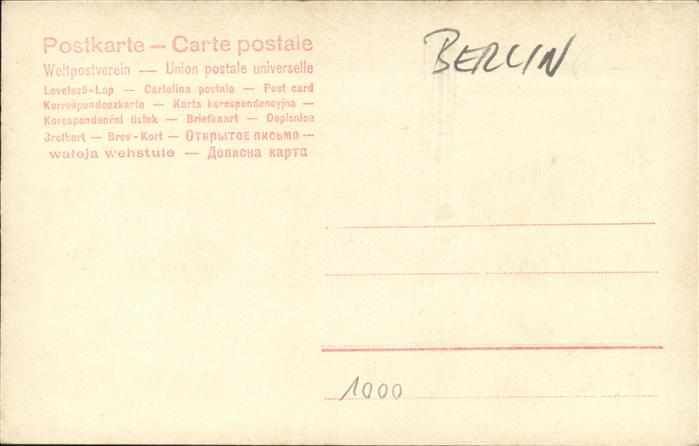 Postkarte — Carte postale
Weltpostverein — Union postale universelle
Levelező-Lap — Cartolina postale — Post card
Korrespondenzkarte — Karta korespondencyjna —
Korespondenční listek — Briefkaart — Dopisnice
Brefkort — Brev-Kort — Открытое письмо —
waleja wehstule — Дописна карта
BERLIN
1000